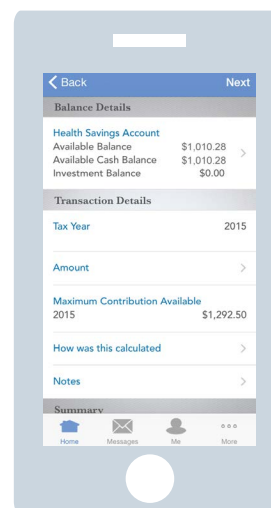 Back Next
Balance Details
Health Savings Account
Available Balance $1,010.28
Available Cash Balance $1,010.28
Investment Balance $0.00
Transaction Details
Tax Year 2015
Amount
Maximum Contribution Available
2015 $1,292.50
How was this calculated
Notes
Summary
Home Messages Me More